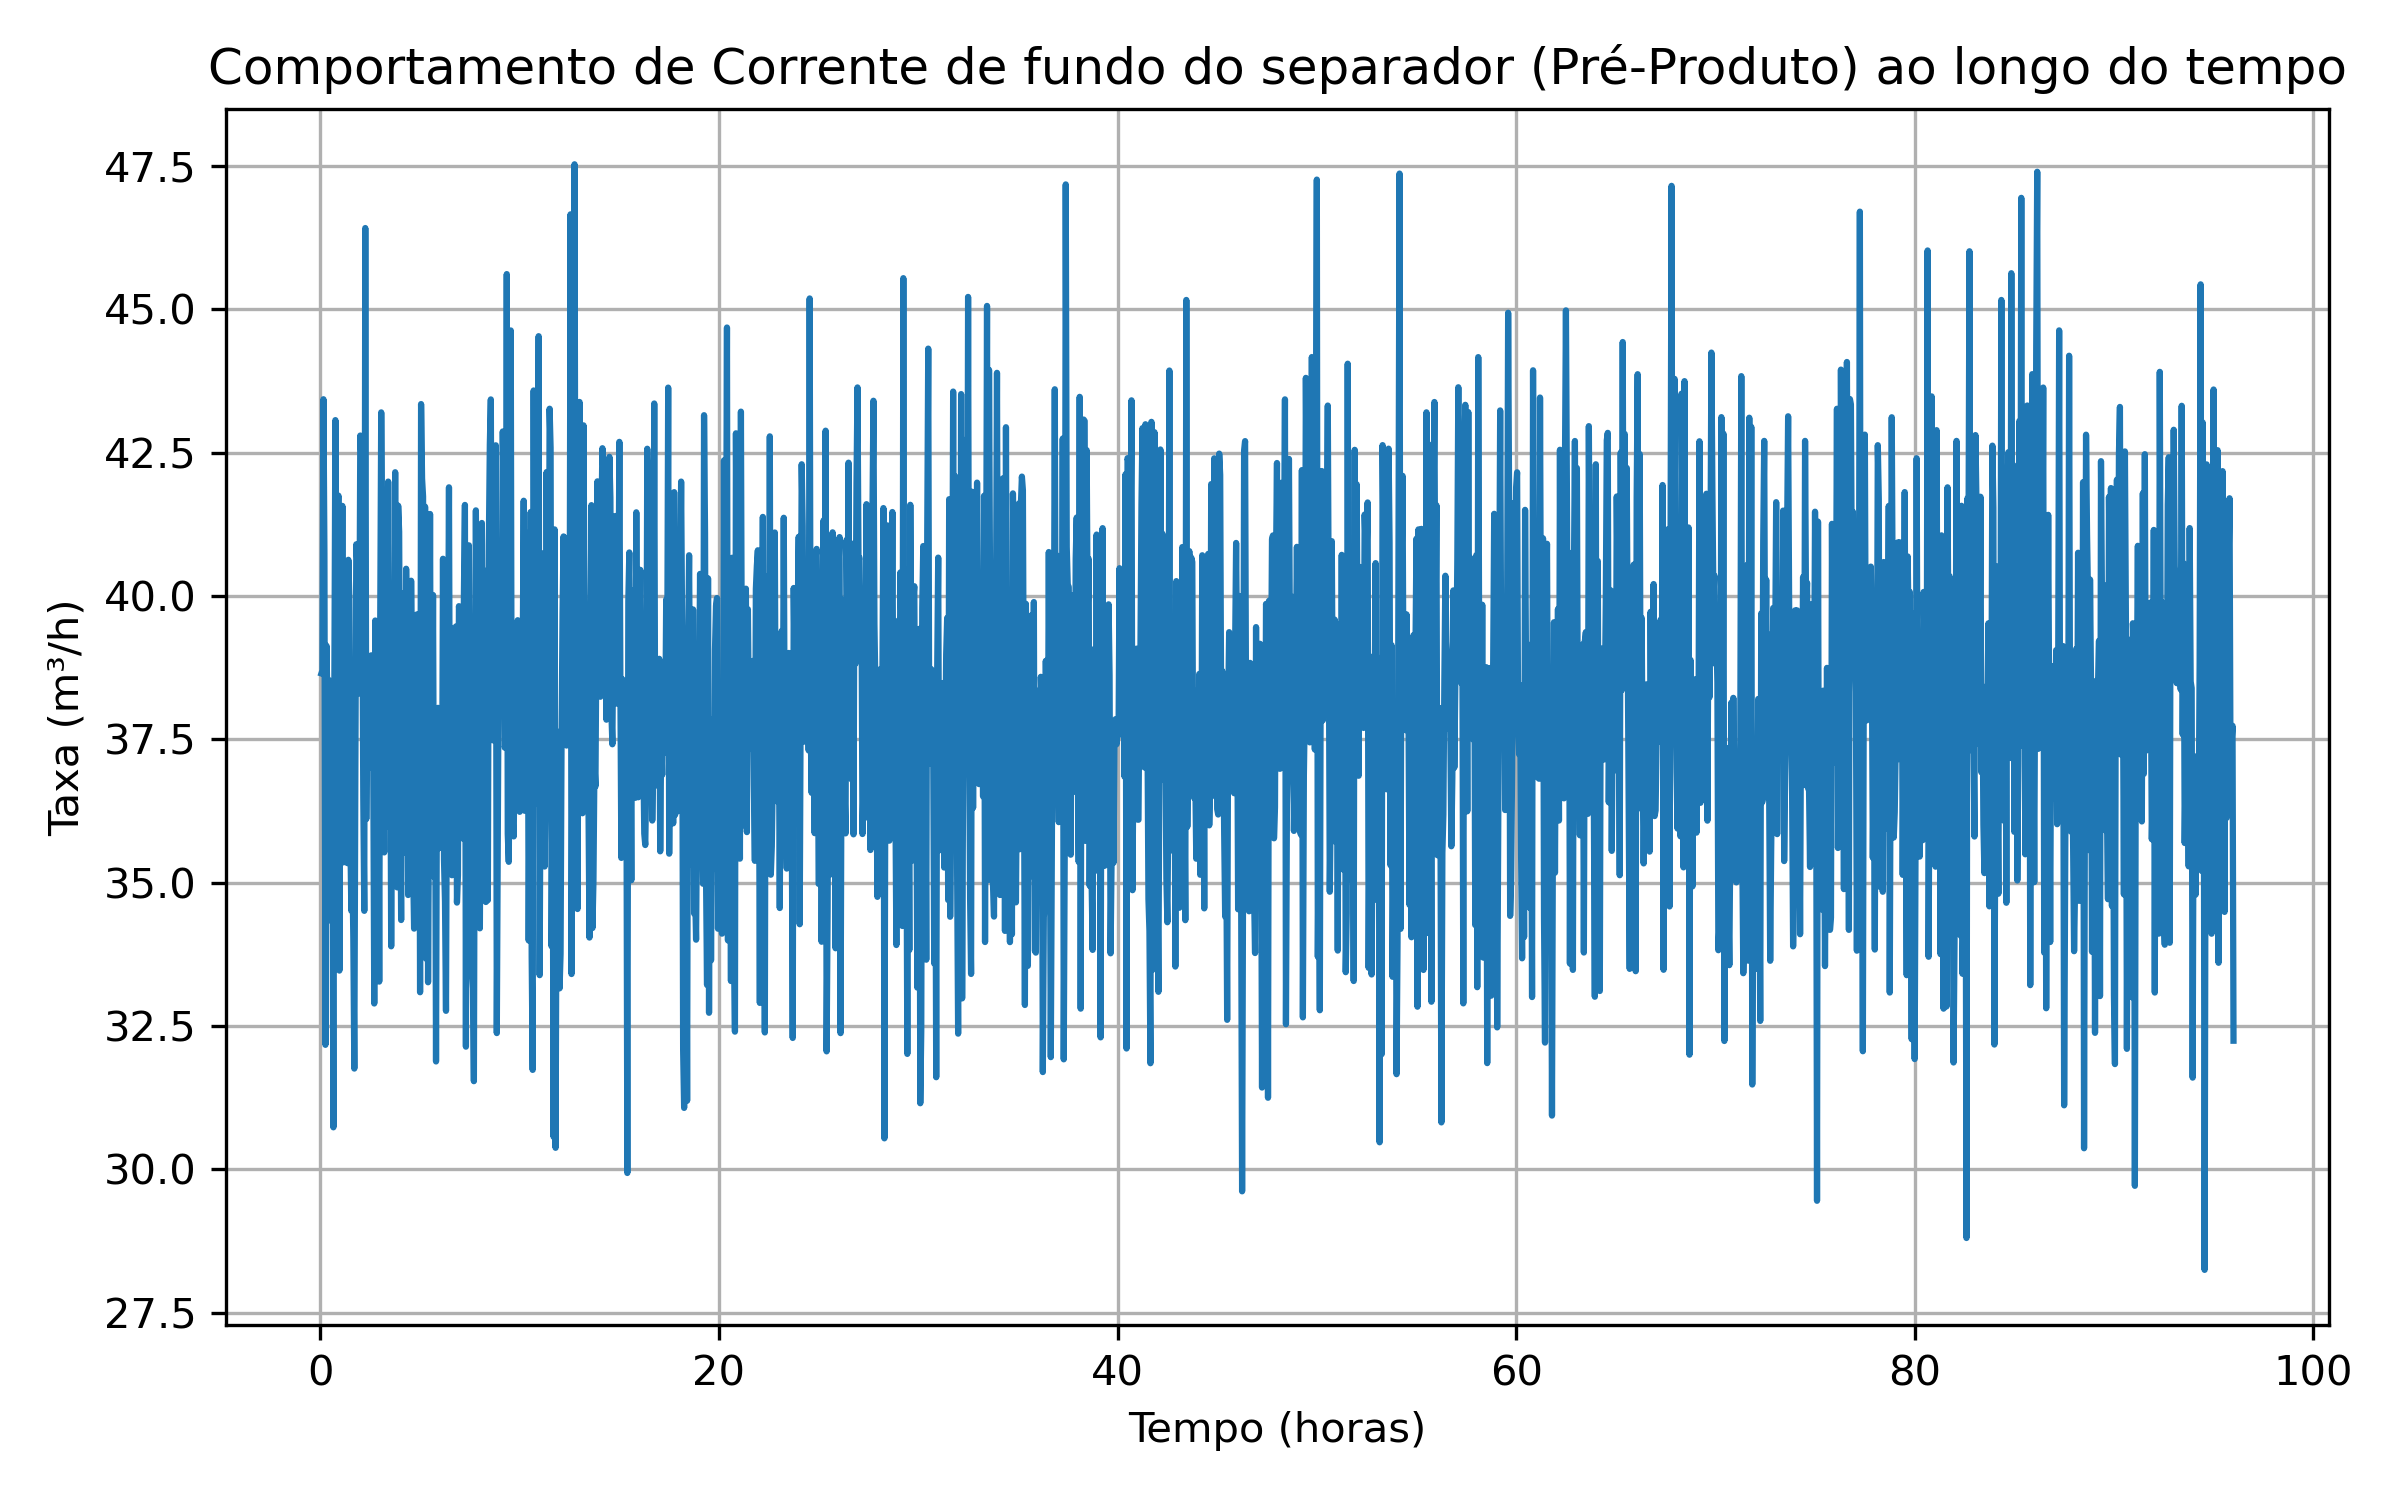 Comportamento de Corrente de fundo do separador (Pré-Produto) ao longo do tempo
47.5
45.0
42.5
40.0
37.5
35.0
32.5
30.0
27.5
Taxa (m³/h)
0 20 40 60 80 100
Tempo (horas)